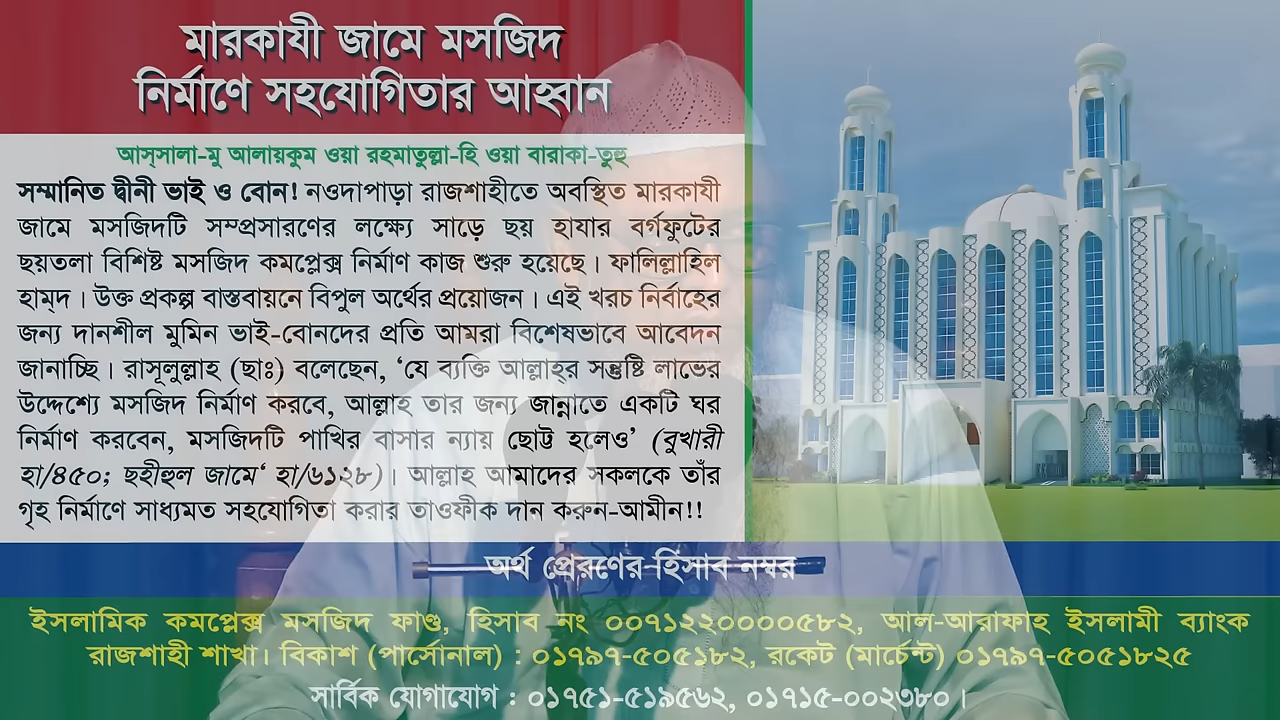 মারকাযী জামে মসজিদ
নির্মাণে সহযোগিতার আহ্বান
আস্সালা-মু আলায়কুম ওয়া রহমাতুল্লা-হি ওয়া বারাকা-তুহু
সম্মানিত দ্বীনী ভাই ও বোন! নওদাপাড়া রাজশাহীতে অবস্থিত মারকাযী
জামে মসজিদটি সম্প্রসারণের লক্ষ্যে সাড়ে ছয় হাযার বর্গফুটের
ছয়তলা বিশিষ্ট মসজিদ কমপ্লেক্স নির্মাণ কাজ শুরু হয়েছে। ফালিল্লাহিল
হাম্দ। উক্ত প্রকল্প বাস্তবায়নে বিপুল অর্থের প্রয়োজন। এই খরচ নির্বাহের
জন্য দানশীল মুমিন ভাই-বোনদের প্রতি আমরা বিশেষভাবে আবেদন
জানাচ্ছি। রাসূলুল্লাহ (ছাঃ) বলেছেন, ‘যে ব্যক্তি আল্লাহ্র সন্তুষ্টি লাভের
উদ্দেশ্যে মসজিদ নির্মাণ করবে, আল্লাহ তার জন্য জান্নাতে একটি ঘর
নির্মাণ করবেন, মসজিদটি পাখির বাসার ন্যায় ছোট্ট হলেও’ (বুখারী
হা/৪৫০; ছহীহুল জামে‘ হা/৬১২৮)। আল্লাহ আমাদের সকলকে তাঁর
গৃহ নির্মাণে সাধ্যমত সহযোগিতা করার তাওফীক দান করুন-আমীন!!
অর্থ প্রেরণের হিসাব নম্বর
ইসলামিক কমপ্লেক্স মসজিদ ফাণ্ড, হিসাব নং ০০৭১২২০০০০৫৮২, আল-আরাফাহ ইসলামী ব্যাংক
রাজশাহী শাখা। বিকাশ (পার্সোনাল) : ০১৭৯৭-৫০৫১৮২, রকেট (মার্চেন্ট) ০১৭৯৭-৫০৫১৮২৫
সার্বিক যোগাযোগ : ০১৭৫১-৫১৯৫৬২, ০১৭১৫-০০২৩৮০।